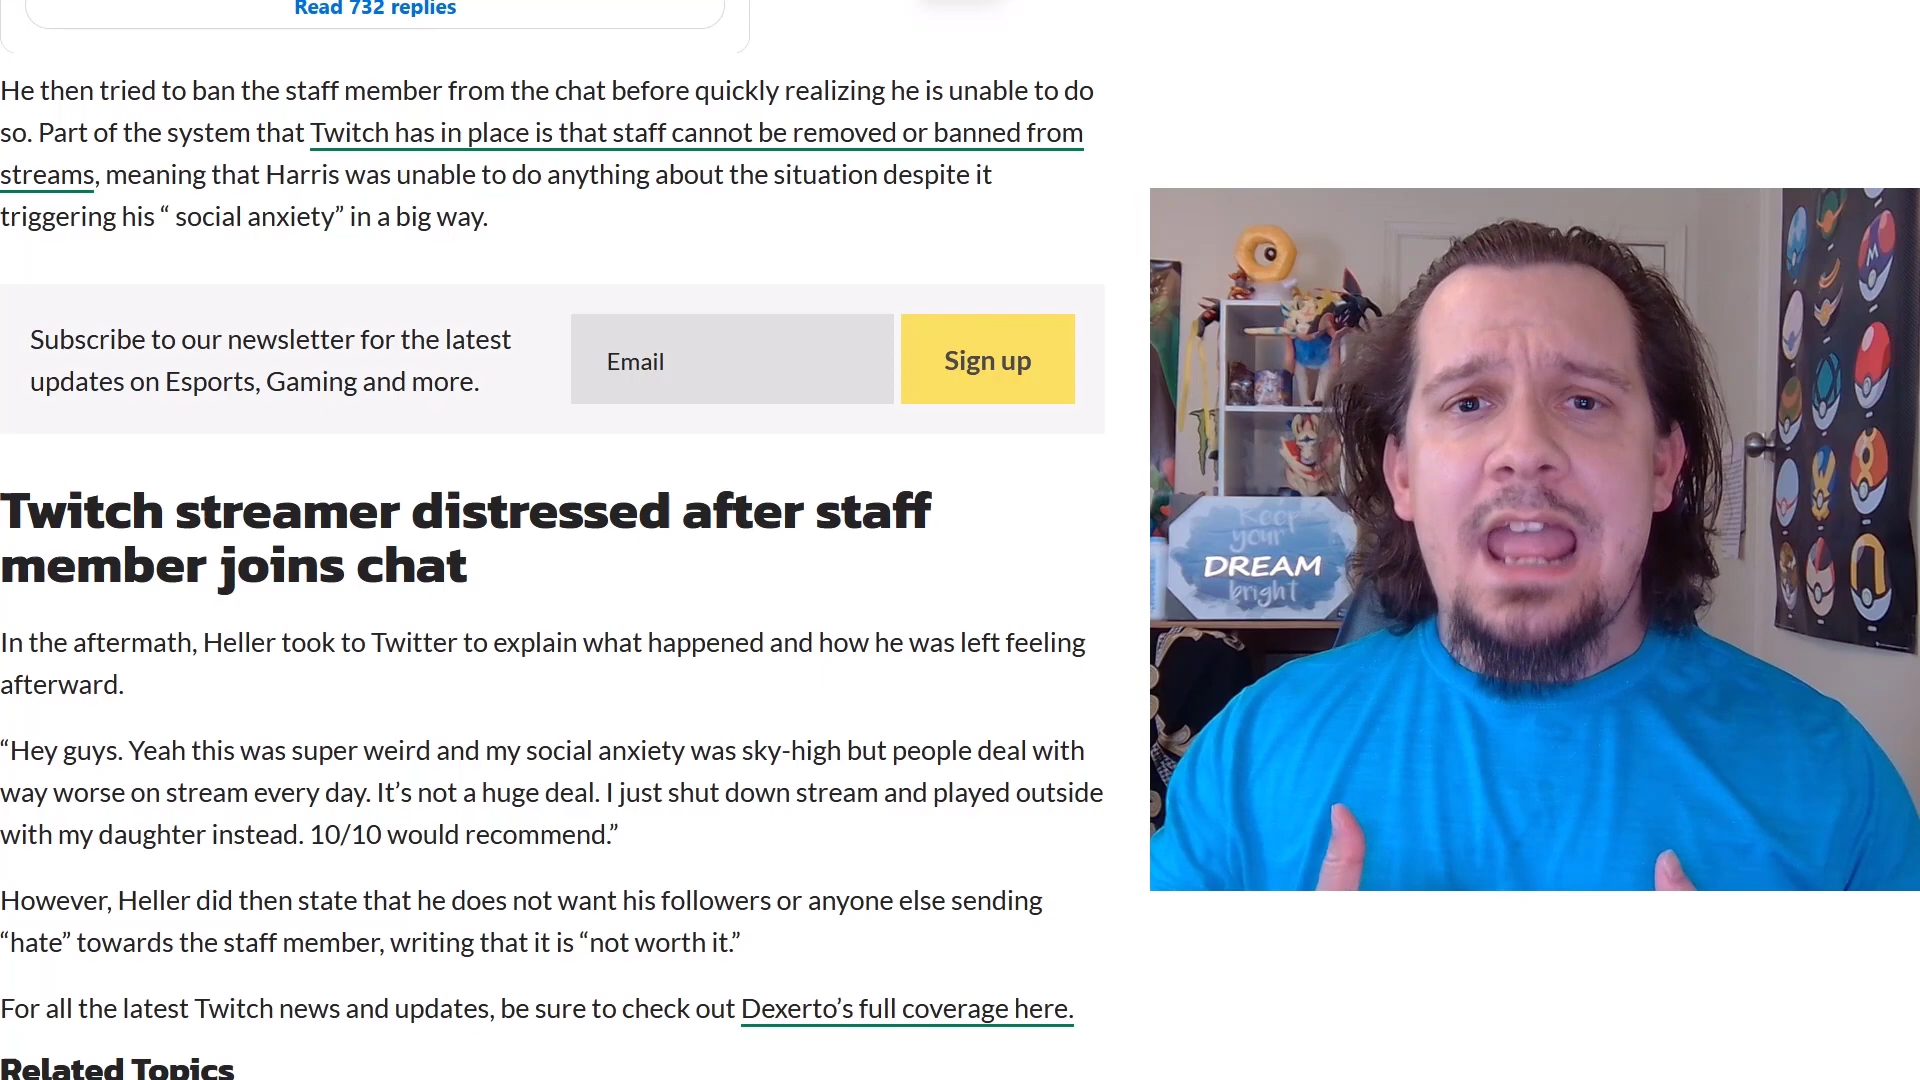 Read 732 replies
He then tried to ban the staff member from the chat before quickly realizing he is unable to do
so. Part of the system that Twitch has in place is that staff cannot be removed or banned from
streams, meaning that Harris was unable to do anything about the situation despite it
triggering his “ social anxiety” in a big way.
Subscribe to our newsletter for the latest
updates on Esports, Gaming and more.
Email
Sign up
Twitch streamer distressed after staff
member joins chat
In the aftermath, Heller took to Twitter to explain what happened and how he was left feeling
afterward.
“Hey guys. Yeah this was super weird and my social anxiety was sky-high but people deal with
way worse on stream every day. It’s not a huge deal. I just shut down stream and played outside
with my daughter instead. 10/10 would recommend.”
However, Heller did then state that he does not want his followers or anyone else sending
“hate” towards the staff member, writing that it is “not worth it.”
For all the latest Twitch news and updates, be sure to check out Dexerto’s full coverage here.
Related Topics
Keep
your
DREAM
bright